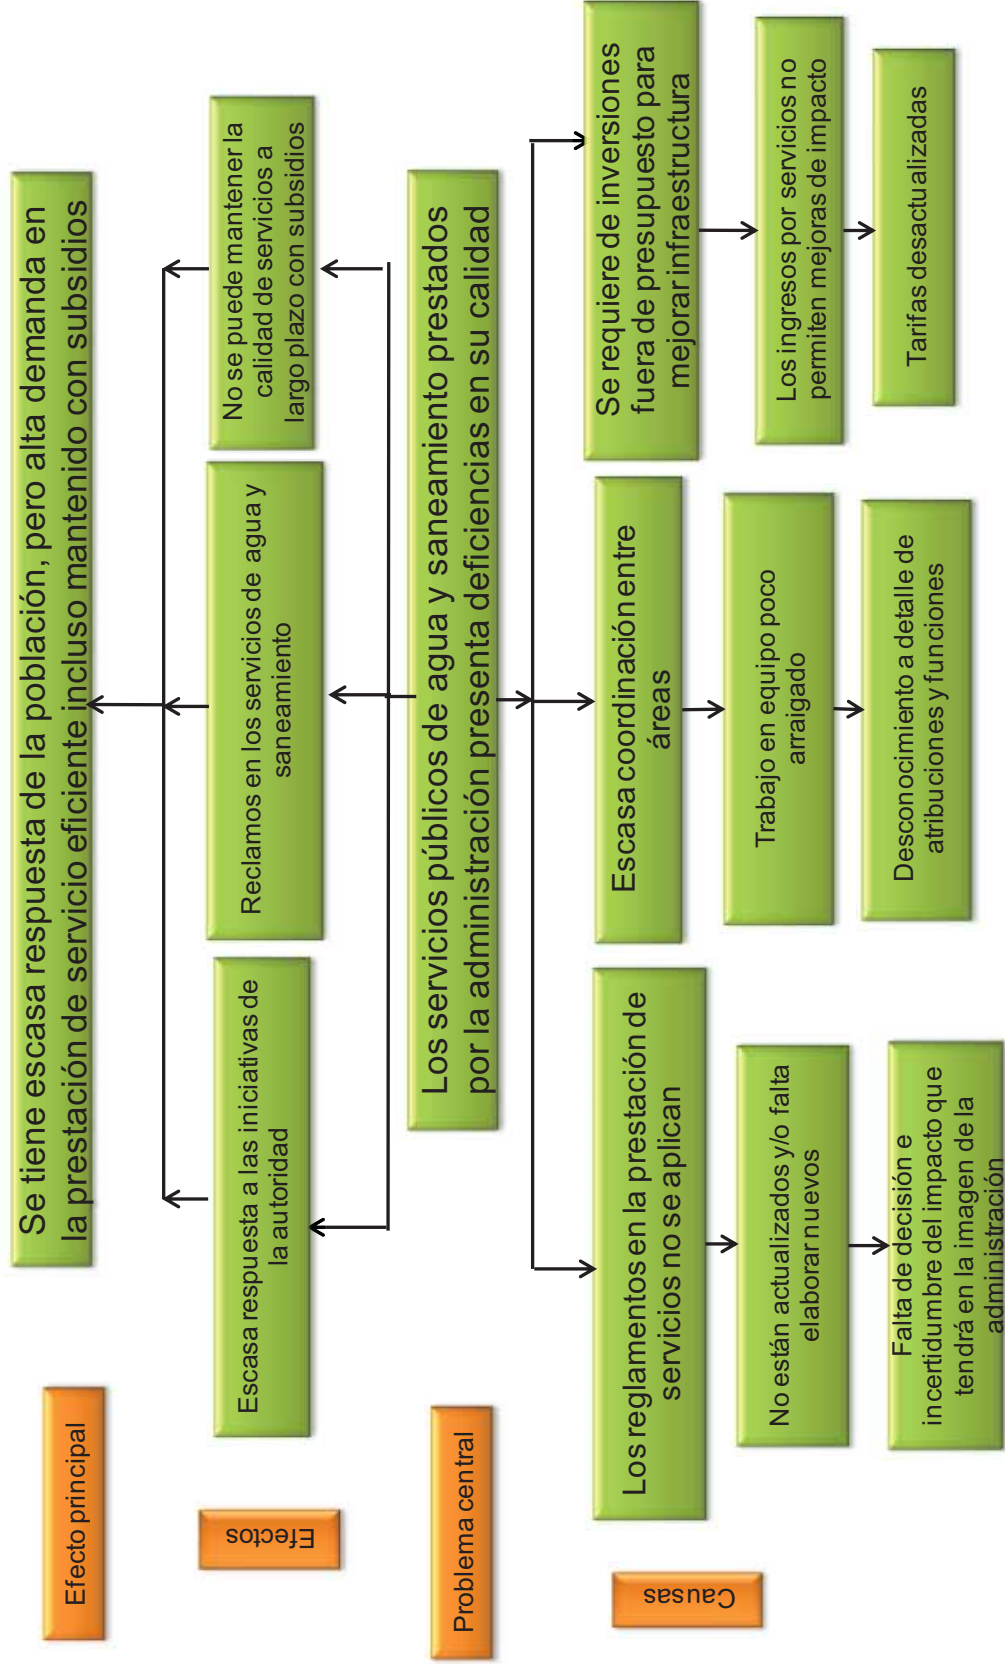 Efecto principal
Se tiene escasa respuesta de la población, pero alta demanda en
la prestación de servicio eficiente incluso mantenido con subsidios
Efectos
Escasa respuesta a las iniciativas de
la autoridad
Reclamos en los servicios de agua y
saneamiento
No se puede mantener la
calidad de servicios a
largo plazo con subsidios
Problema central
Los servicios públicos de agua y saneamiento prestados
por la administración presenta deficiencias en su calidad
Causas
Los reglamentos en la prestación de
servicios no se aplican
Escasa coordinación entre
áreas
Se requiere de inversiones
fuera de presupuesto para
mejorar infraestructura
No están actualizados y/o falta
elaborar nuevos
Trabajo en equipo poco
arraigado
Los ingresos por servicios no
permiten mejoras de impacto
Falta de decisión e
incertidumbre del impacto que
tendrá en la imagen de la
administración
Desconocimiento a detalle de
atribuciones y funciones
Tarifas desactualizadas